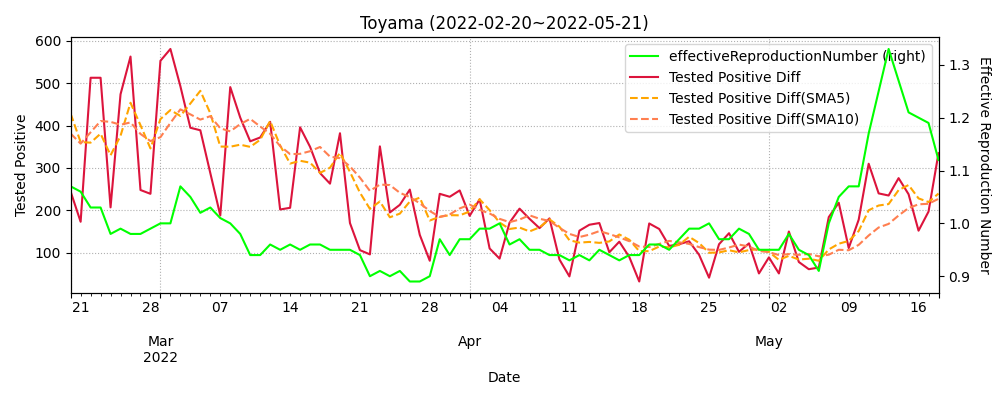 Toyama (2022-02-20~2022-05-21)
effectiveReproductionNumber (right)
Tested Positive Diff
Tested Positive Diff(SMA5)
Tested Positive Diff(SMA10)
Tested Positive
600
500
400
300
200
100
Effective Reproduction Number
1.3
1.2
1.1
1.0
0.9
21 28 07 14 21 28 04 11 18 25 02 09 16
Mar Apr May
2022
Date